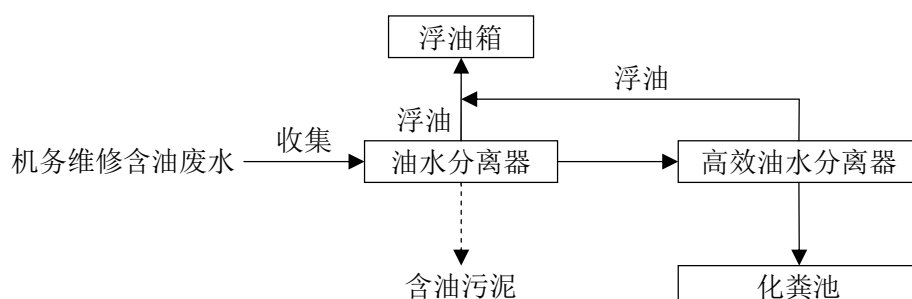 浮油箱
浮油
浮油
收集
机务维修含油废水
油水分离器
高效油水分离器
含油污泥
化粪池